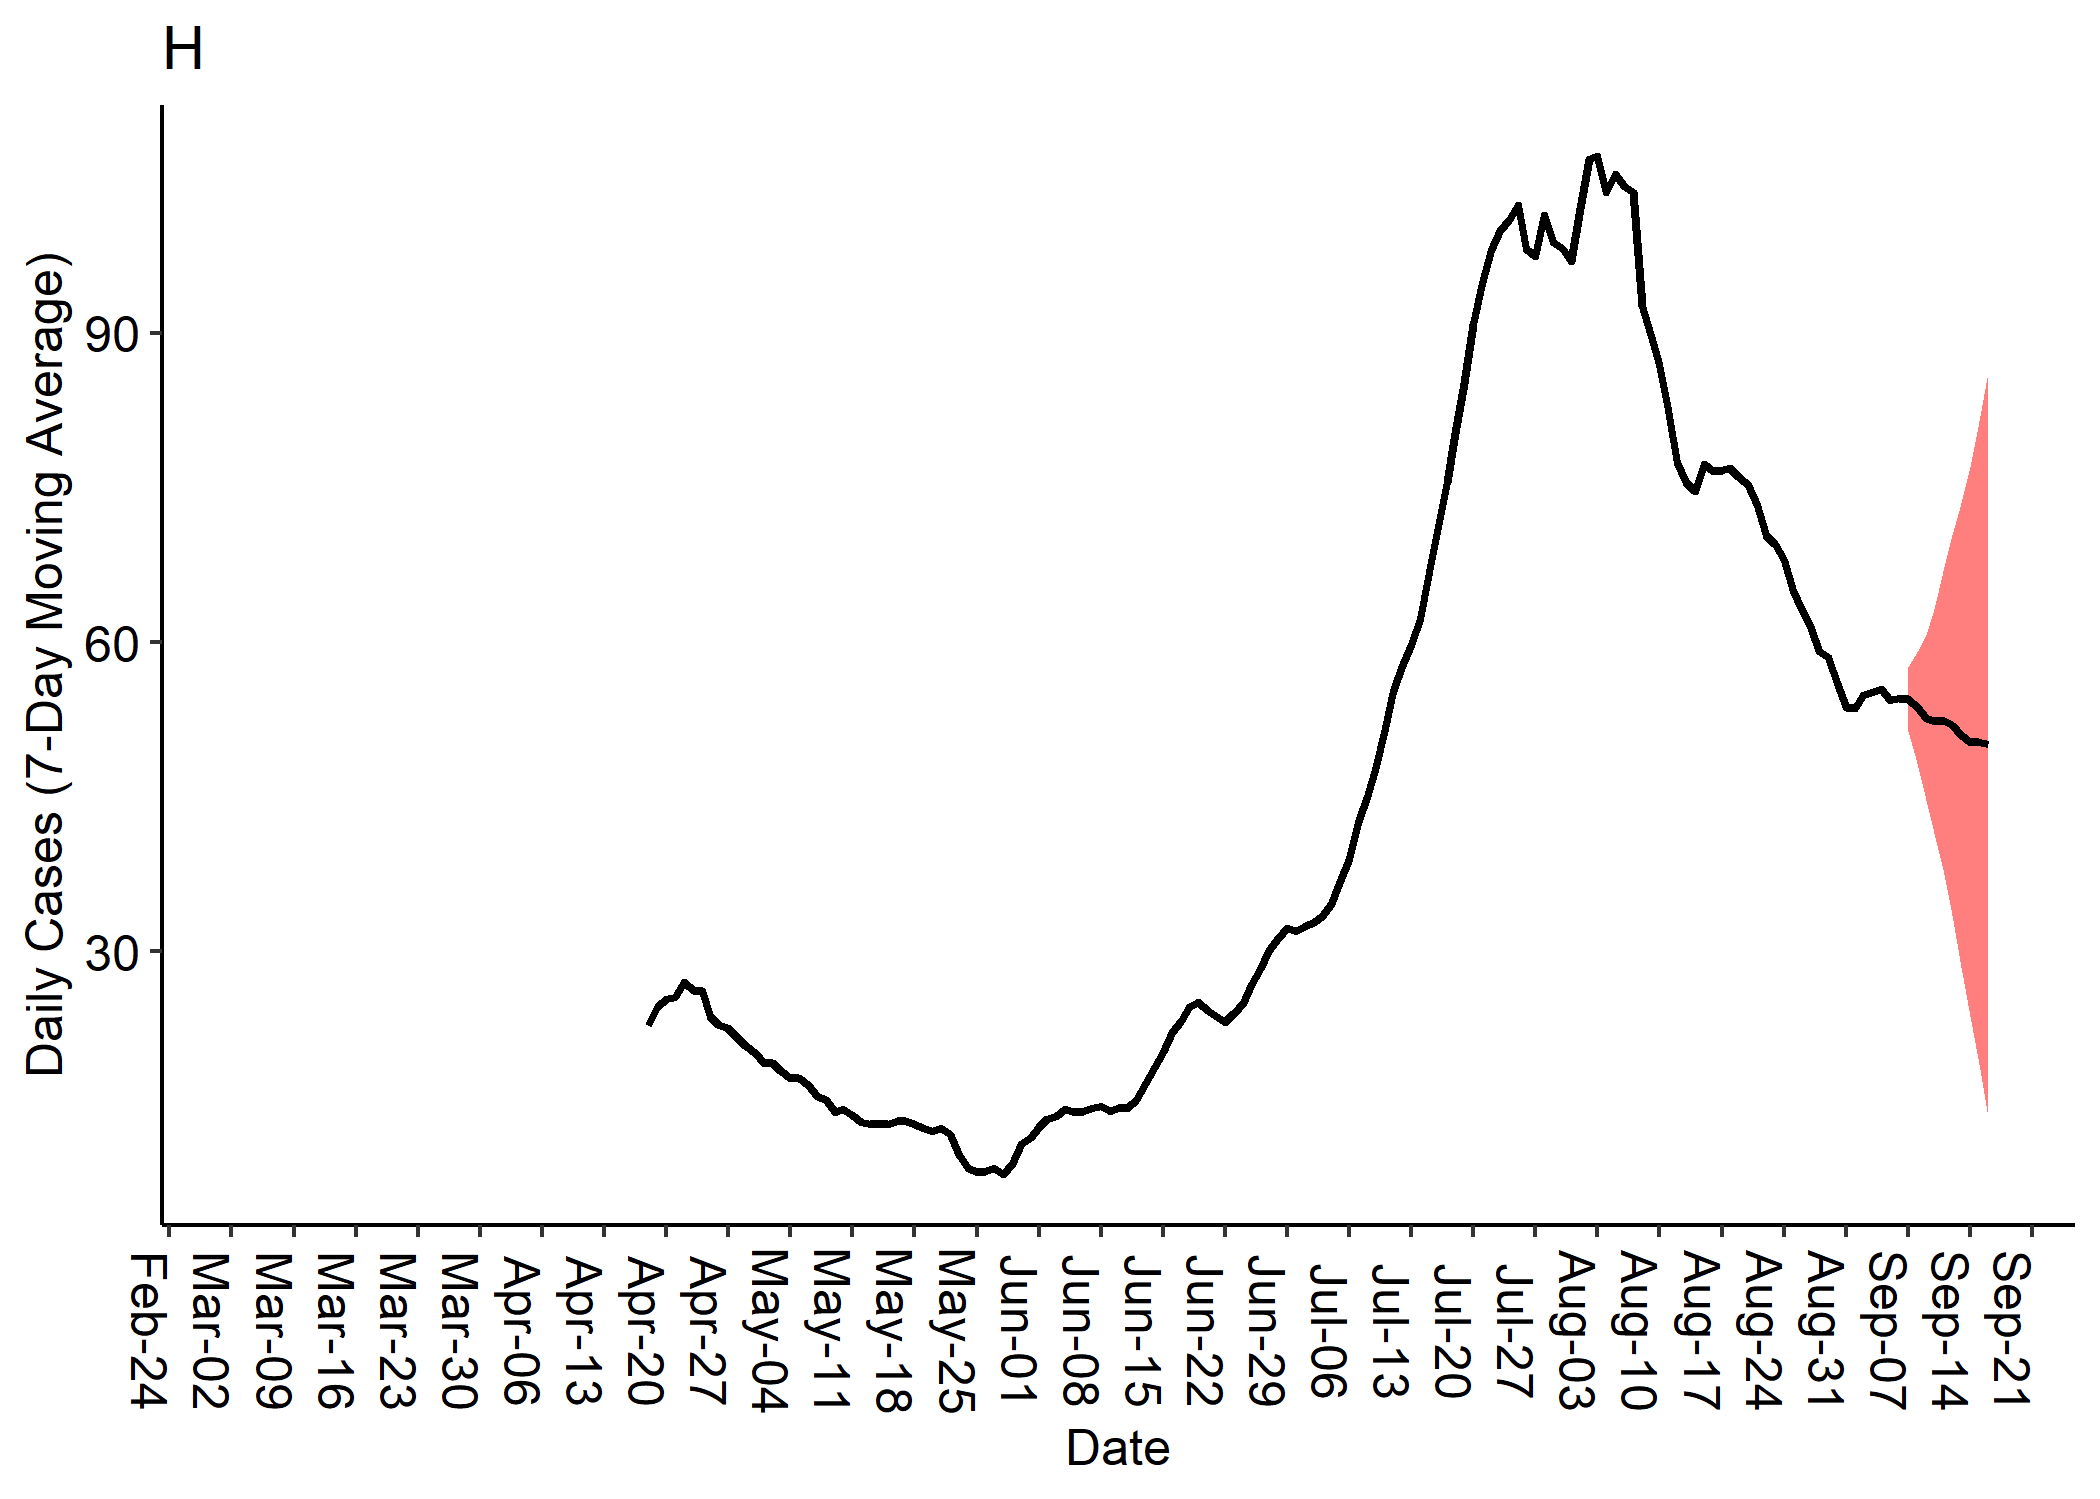 H
Daily Cases (7-Day Moving Average)
90
60
30
Feb-24
Mar-02
Mar-09
Mar-16
Mar-23
Mar-30
Apr-06
Apr-13
Apr-20
Apr-27
May-04
May-11
May-18
May-25
Jun-01
Jun-08
Jun-15
Jun-22
Jun-29
Jul-06
Jul-13
Jul-20
Jul-27
Aug-03
Aug-10
Aug-17
Aug-24
Aug-31
Sep-07
Sep-14
Sep-21
Date